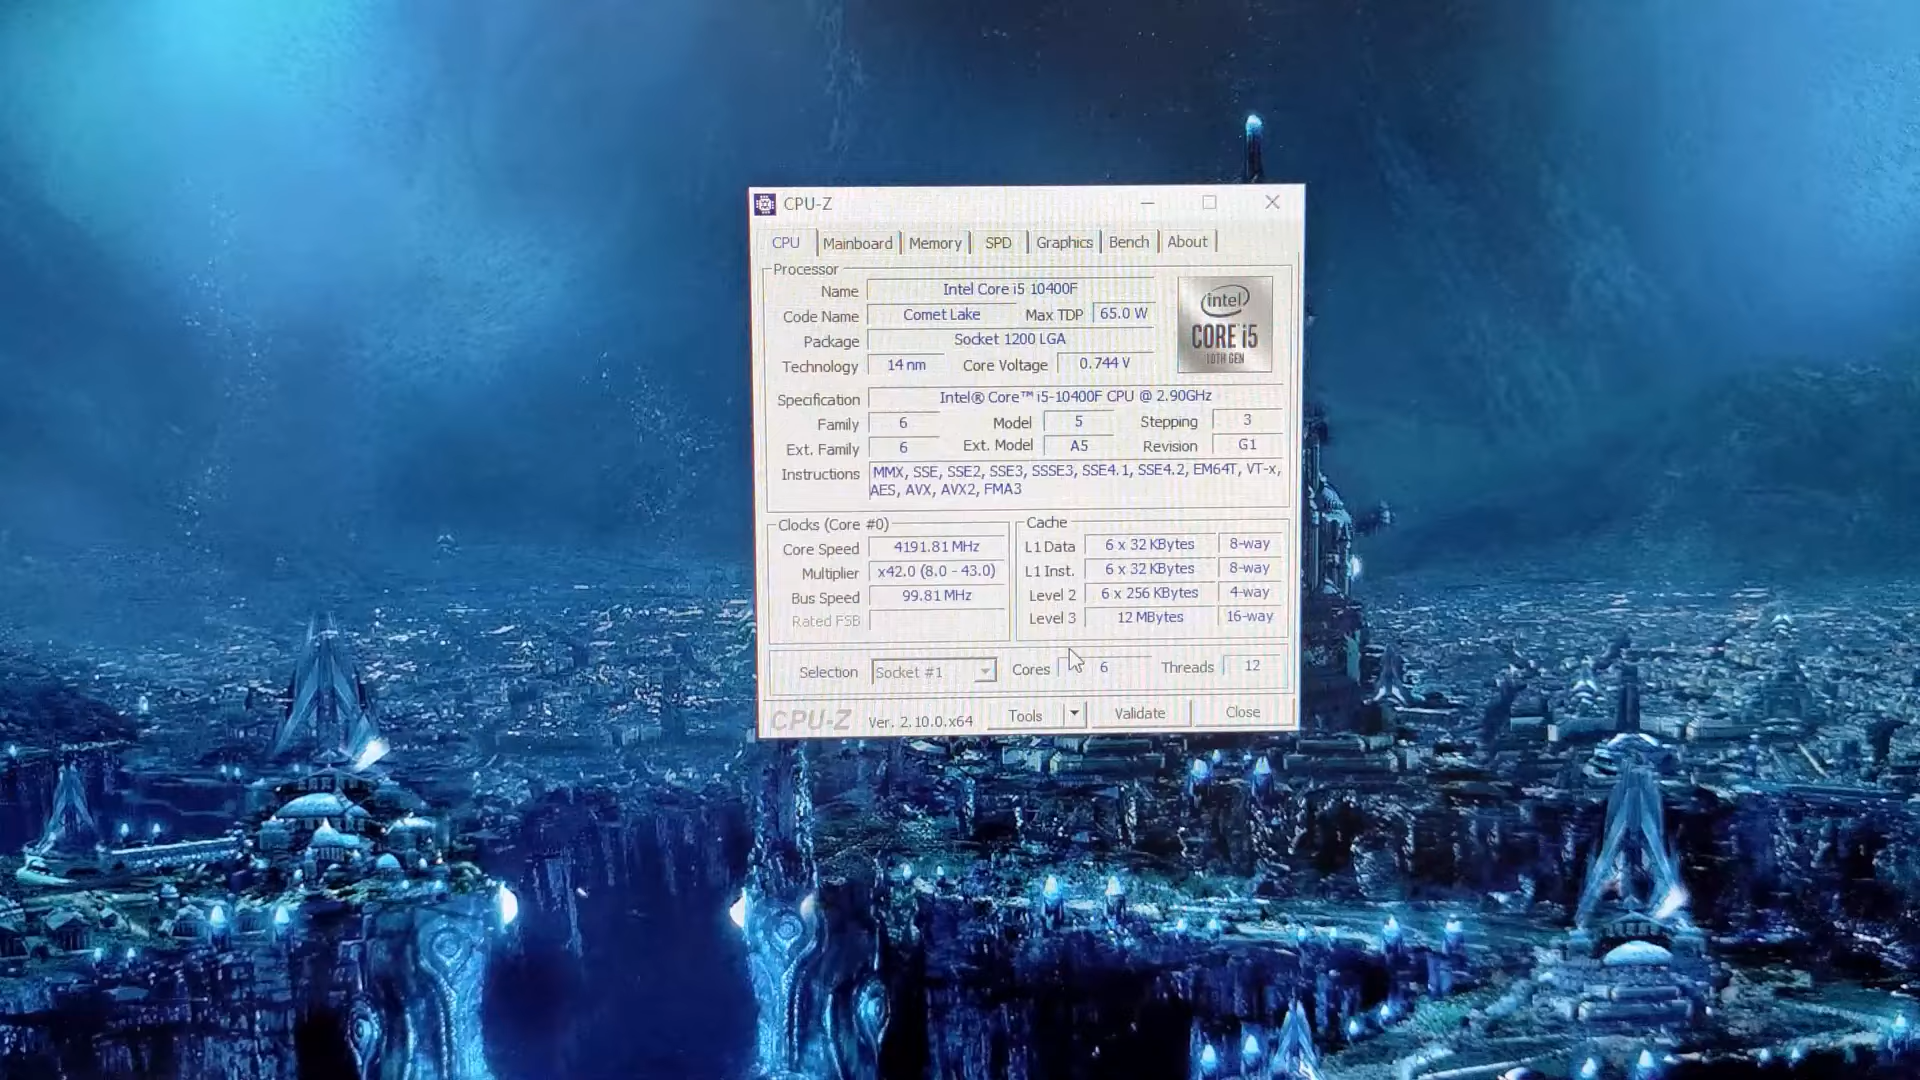 CPU-Z
CPU Mainboard Memory SPD Graphics Bench About
Processor
Name Intel Core i5 10400F
Code Name Comet Lake Max TDP 65.0 W
Package Socket 1200 LGA
Technology 14 nm Core Voltage 0.744 V
intel
CORE i5
10TH GEN
Specification Intel® Core™ i5-10400F CPU @ 2.90GHz
Family 6 Model 5 Stepping 3
Ext. Family 6 Ext. Model A5 Revision G1
Instructions MMX, SSE, SSE2, SSE3, SSSE3, SSE4.1, SSE4.2, EM64T, VT-x,
AES, AVX, AVX2, FMA3
Clocks (Core #0)
Core Speed 4191.81 MHz
Multiplier x42.0 (8.0 - 43.0)
Bus Speed 99.81 MHz
Rated FSB
Cache
L1 Data 6 x 32 KBytes 8-way
L1 Inst. 6 x 32 KBytes 8-way
Level 2 6 x 256 KBytes 4-way
Level 3 12 MBytes 16-way
Selection Socket #1 Cores 6 Threads 12
CPU-Z Ver. 2.10.0.x64 Tools Validate Close